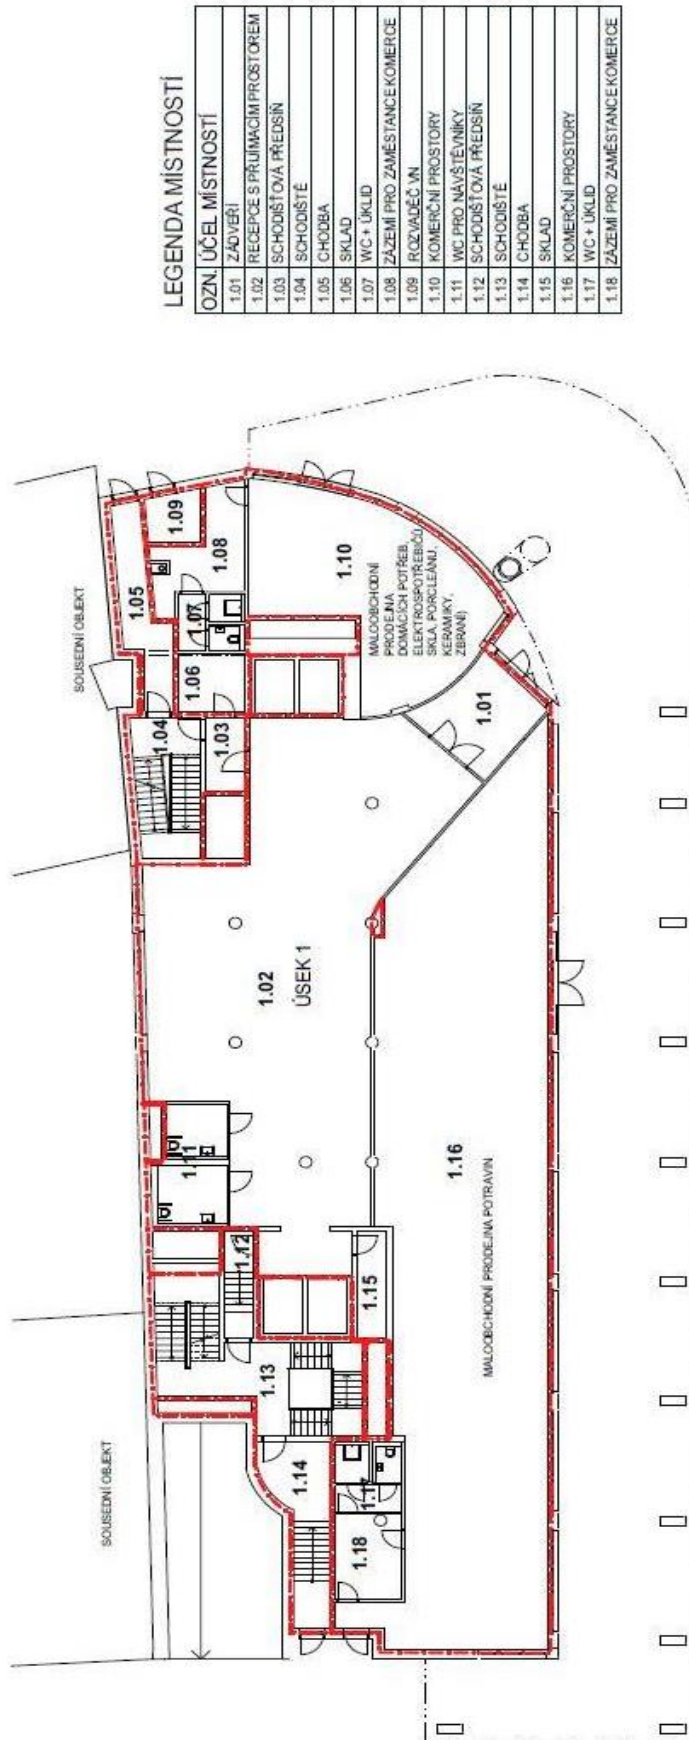 LEGENDA MÍSTNOSTÍ
OZN. ÚČEL MÍSTNOSTÍ
1.01 ZÁDVEŘÍ
1.02 RECEPCE S PŘIJÍMACÍM PROSTOREM
1.03 SCHODIŠŤOVÁ PŘEDSÍŇ
1.04 SCHODIŠTĚ
1.05 CHODBA
1.06 SKLAD
1.07 WC + ÚKLID
1.08 ZÁZEMÍ PRO ZAMĚSTANCE KOMERCE
1.09 ROZVADĚČ VN
1.10 KOMERČNÍ PROSTORY
1.11 WC PRO NÁVŠTĚVNÍKY
1.12 SCHODIŠŤOVÁ PŘEDSÍŇ
1.13 SCHODIŠTĚ
1.14 CHODBA
1.15 SKLAD
1.16 KOMERČNÍ PROSTORY
1.17 WC + ÚKLID
1.18 ZÁZEMÍ PRO ZAMĚSTANCE KOMERCE
SOUSEDNÍ OBJEKT
SOUSEDNÍ OBJEKT
1.14
1.13
1.12
1.11
1.04
1.03
1.05
1.06
1.07
1.08
1.09
1.18
1.17
1.15
1.02
ÚSEK 1
1.10
MALOOBCHODNÍ
PRODEJNA
DOMÁCÍCH POTŘEB,
ELEKTROSPOTŘEBIČŮ,
SKLA, PORCLEÁNU,
KERAMIKY,
ZBRANÍ)
1.01
1.16
MALOOBCHODNÍ PRODEJNA POTRAVIN